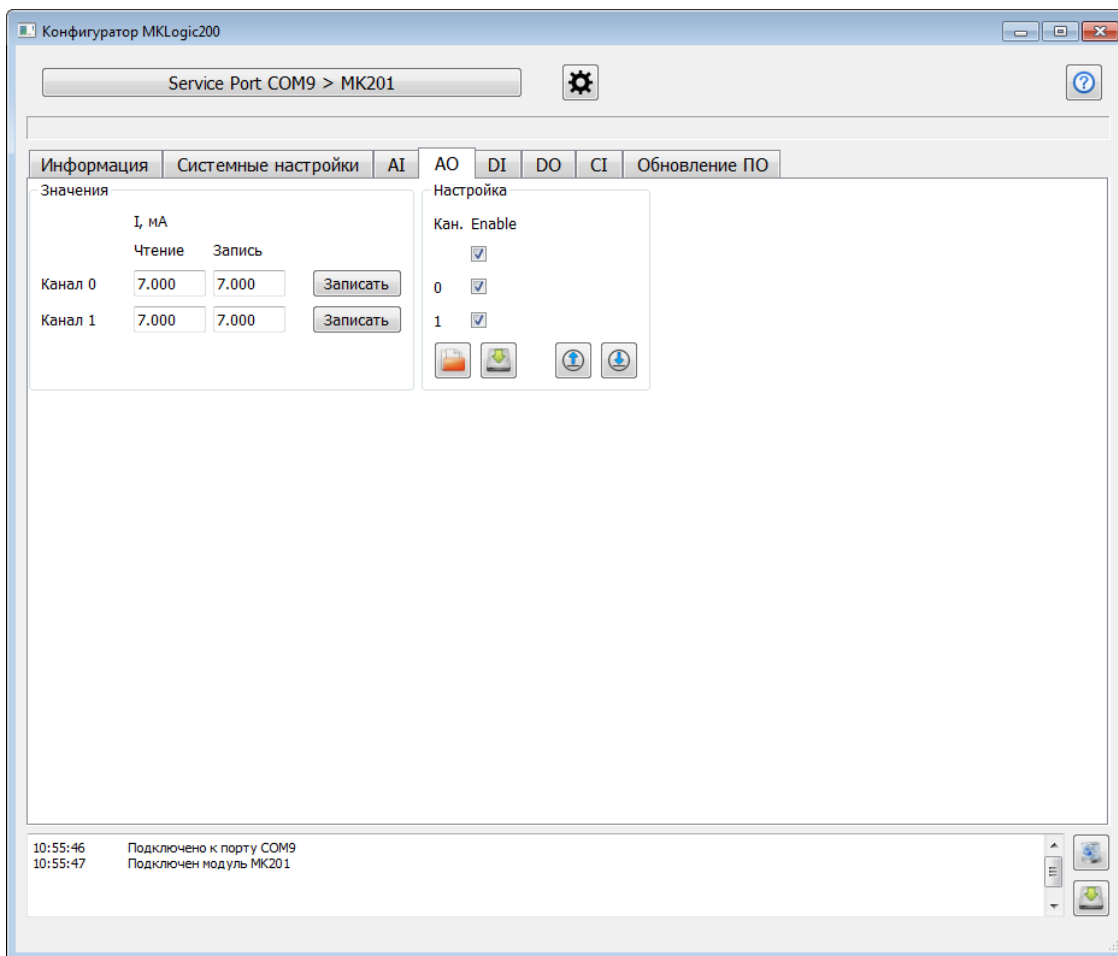 Конфигуратор MKLogic200
Service Port COM9 > MK201
Информация Системные настройки AI AO DI DO CI Обновление ПО
Значения
I, мА
Чтение Запись
Канал 0 7.000 7.000 Записать
Канал 1 7.000 7.000 Записать
Настройка
Кан. Enable
0
1
10:55:46 Подключено к порту COM9
10:55:47 Подключен модуль MK201